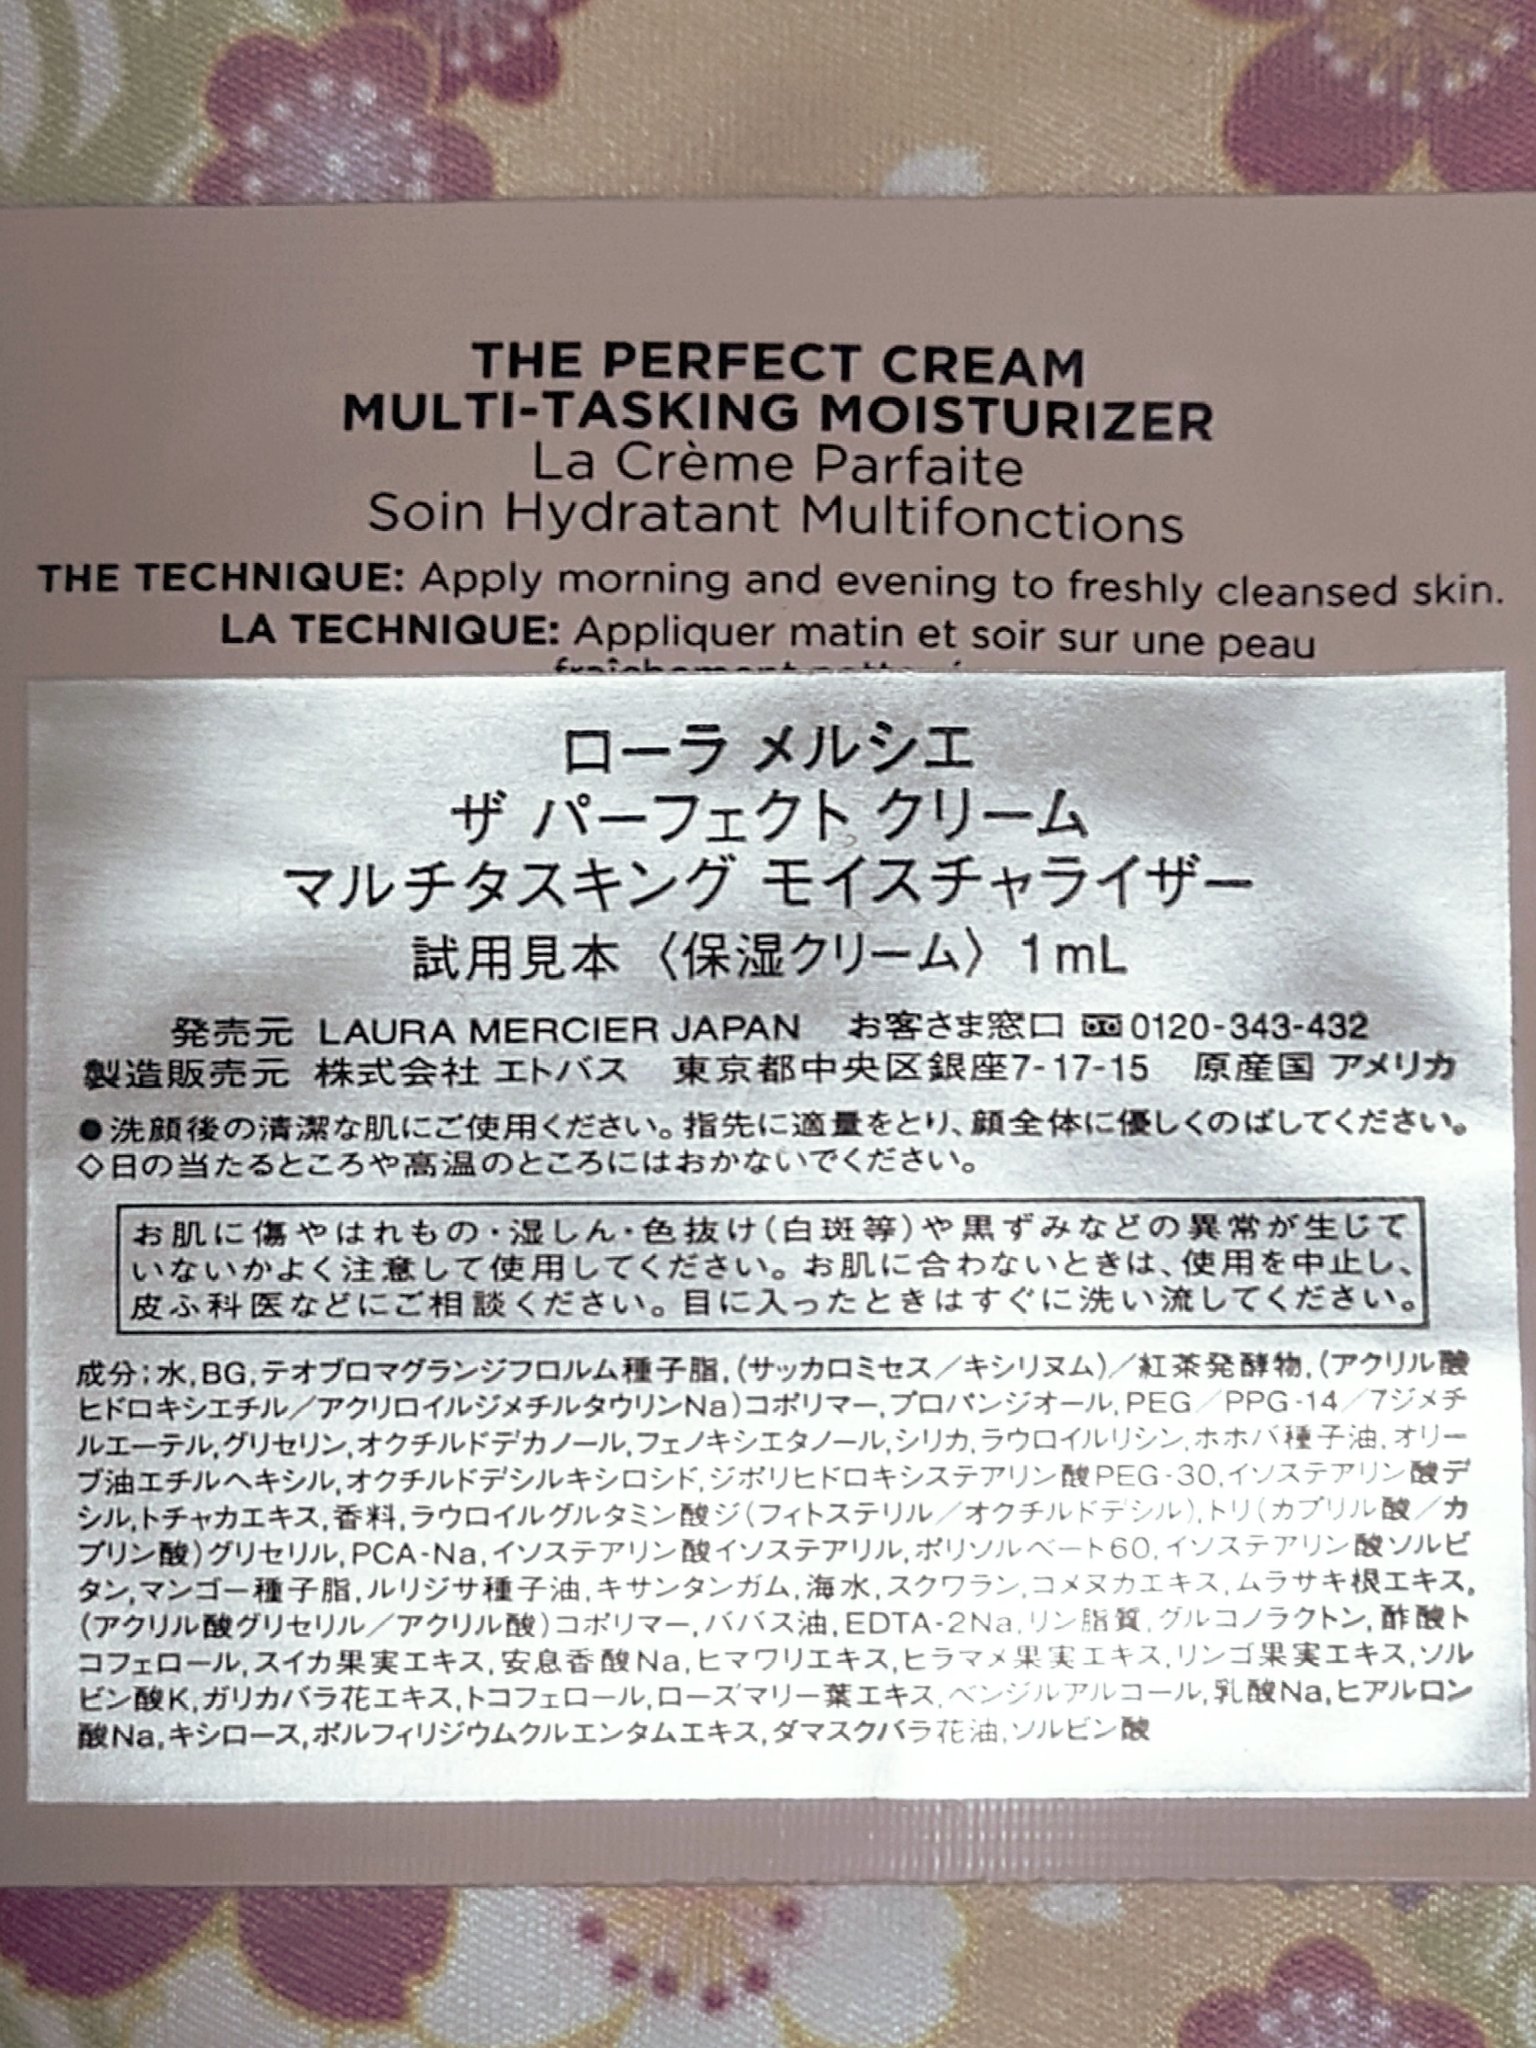 THE PERFECT CREAM
MULTI-TASKING MOISTURIZER
La Crème Parfaite
Soin Hydratant Multifonctions
THE TECHNIQUE: Apply morning and evening to freshly cleansed skin.
LA TECHNIQUE: Appliquer matin et soir sur une peau
ローラ メルシエ
ザ パーフェクト クリーム
マルチタスキング モイスチャライザー
試用見本 〈保湿クリーム〉 1mL
発売元 LAURA MERCIER JAPAN お客さま窓口 0120-343-432
製造販売元 株式会社 エトバス 東京都中央区銀座7-17-15 原産国 アメリカ
●洗顔後の清潔な肌にご使用ください。指先に適量をとり、顔全体に優しくのばしてください。
◇日の当たるところや高温のところにはおかないでください。
お肌に傷やはれもの・湿しん・色抜け(白斑等)や黒ずみなどの異常が生じて
いないかよく注意して使用してください。お肌に合わないときは、使用を中止し、
皮ふ科医などにご相談ください。目に入ったときはすぐに洗い流してください。
成分;水,BG,テオブロマグランジフロルム種子脂,(サッカロミセス/キシリヌム)/紅茶発酵物,(アクリル酸
ヒドロキシエチル/アクリロイルジメチルタウリンNa)コポリマー,プロパンジオール,PEG/PPG-14/7ジメチ
ルエーテル,グリセリン,オクチルドデカノール,フェノキシエタノール,シリカ,ラウロイルリシン,ホホバ種子油,オリー
ブ油エチルヘキシル,オクチルドデシルキシロシド,ジポリヒドロキシステアリン酸PEG-30,イソステアリン酸デ
シル,トチャカエキス,香料,ラウロイルグルタミン酸ジ(フィトステリル/オクチルドデシル),トリ(カプリル酸/カ
プリン酸)グリセリル,PCA-Na,イソステアリン酸イソステアリル,ポリソルベート60,イソステアリン酸ソルビ
タン,マンゴー種子脂,ルリジサ種子油,キサンタンガム,海水,スクワラン,コメヌカエキス,ムラサキ根エキス,
(アクリル酸グリセリル/アクリル酸)コポリマー,ババス油,EDTA-2Na,リン脂質,グルコノラクトン,酢酸ト
コフェロール,スイカ果実エキス,安息香酸Na,ヒマワリエキス,ヒラマメ果実エキス,リンゴ果実エキス,ソル
ビン酸K,ガリカバラ花エキス,トコフェロール,ローズマリー葉エキス,ベンジルアルコール,乳酸Na,ヒアルロン
酸Na,キシロース,ポルフィリジウムクルエンタムエキス,ダマスクバラ花油,ソルビン酸